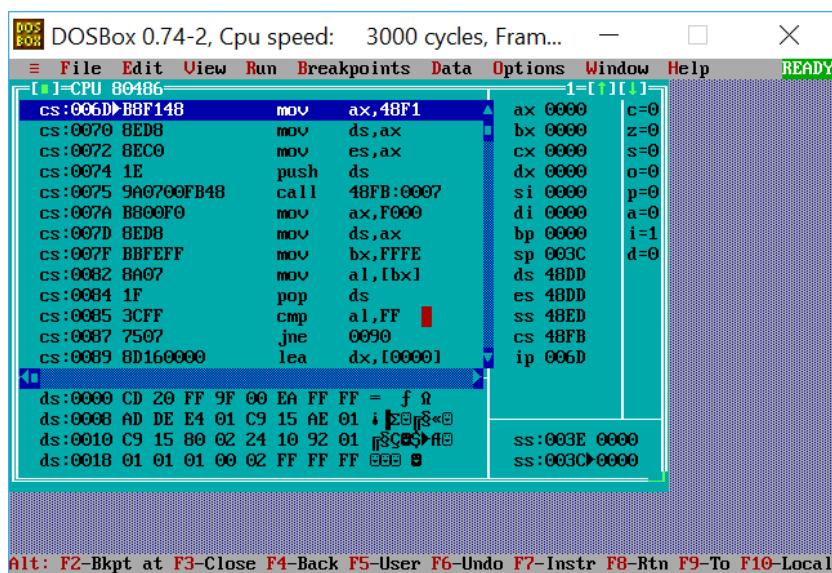 DOSBox 0.74-2, Cpu speed: 3000 cycles, Fram...
≡ File Edit View Run Breakpoints Data Options Window Help READY
[■]=CPU 80486 1=[↑][↓]
cs:006D►B8F148 mov ax,48F1 ax 0000 c=0
cs:0070 8ED8 mov ds,ax bx 0000 z=0
cs:0072 8EC0 mov es,ax cx 0000 s=0
cs:0074 1E push ds dx 0000 o=0
cs:0075 9A0700FB48 call 48FB:0007 si 0000 p=0
cs:007A B800F0 mov ax,F000 di 0000 a=0
cs:007D 8ED8 mov ds,ax bp 0000 i=1
cs:007F BBFEFF mov bx,FFFE sp 003C d=0
cs:0082 8A07 mov al,[bx] ds 48DD
cs:0084 1F pop ds es 48DD
cs:0085 3CFF cmp al,FF ss 48ED
cs:0087 7507 jne 0090 cs 48FB
cs:0089 8D160000 lea dx,[0000] ip 006D
ds:0000 CD 20 FF 9F 00 EA FF FF = ƒ Ω
ds:0008 AD DE E4 01 C9 15 AE 01 ¡▐Σ☺╔§«☺
ds:0010 C9 15 80 02 24 10 92 01 ╔§Ç☻$►Æ☺ ss:003E 0000
ds:0018 01 01 01 00 02 FF FF FF ☺☺☺ ☻ ss:003C►0000
Alt: F2-Bkpt at F3-Close F4-Back F5-User F6-Undo F7-Instr F8-Rtn F9-To F10-Local